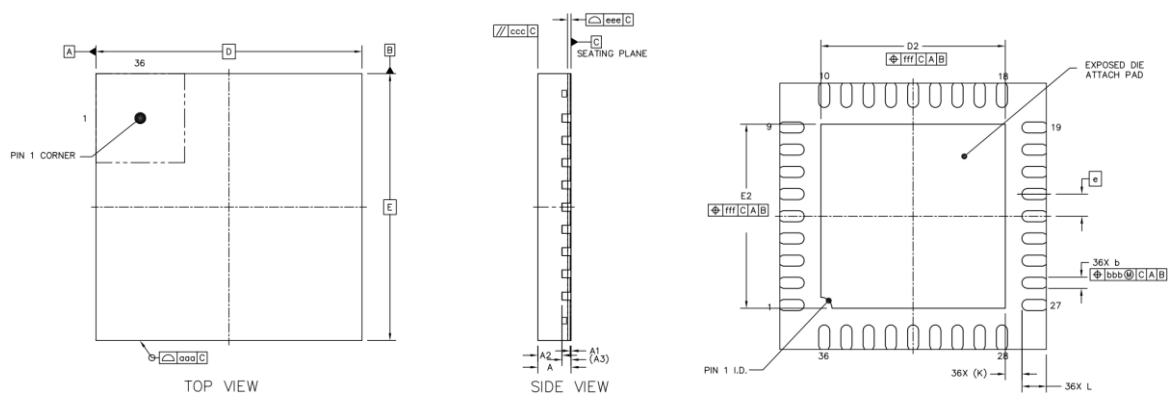 A
D
B
36
1
PIN 1 CORNER
E
⌓ aaa C
TOP VIEW
// ccc C
⌓ eee C
C
SEATING PLANE
A2
A
A1
(A3)
SIDE VIEW
D2
⌖ fff C A B
10
18
EXPOSED DIE
ATTACH PAD
9
19
e
E2
⌖ fff C A B
36X b
⌖ bbb Ⓜ C A B
1
27
36
28
PIN 1 I.D.
36X (K)
36X L